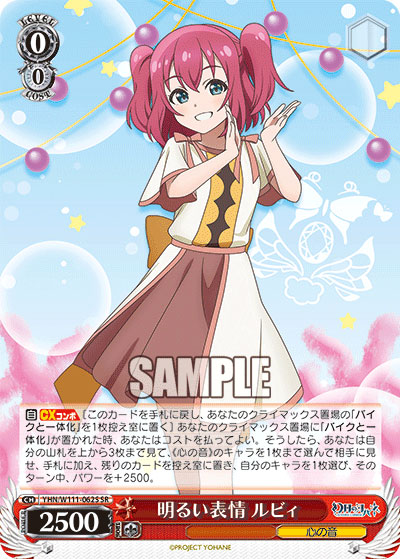 LEVEL
0
0
COST
SAMPLE
CXコンボ【[このカードを手札に戻し、あなたのクライマックス置場の「バイ
クと一体化」を1枚控え室に置く] あなたのクライマックス置場に「バイクと一体
化」が置かれた時、あなたはコストを払ってよい。そうしたら、あなたは自
分の山札を上から3枚まで見て、《心の音》のキャラを1枚まで選んで相手に見
せ、手札に加え、残りのカードを控え室に置き、自分のキャラを1枚選び、そ
のターン中、パワーを+2500。
CH
YHN/W111-062SSR
2500
明るい表情 ルビィ
心の音
©PROJECT YOHANE